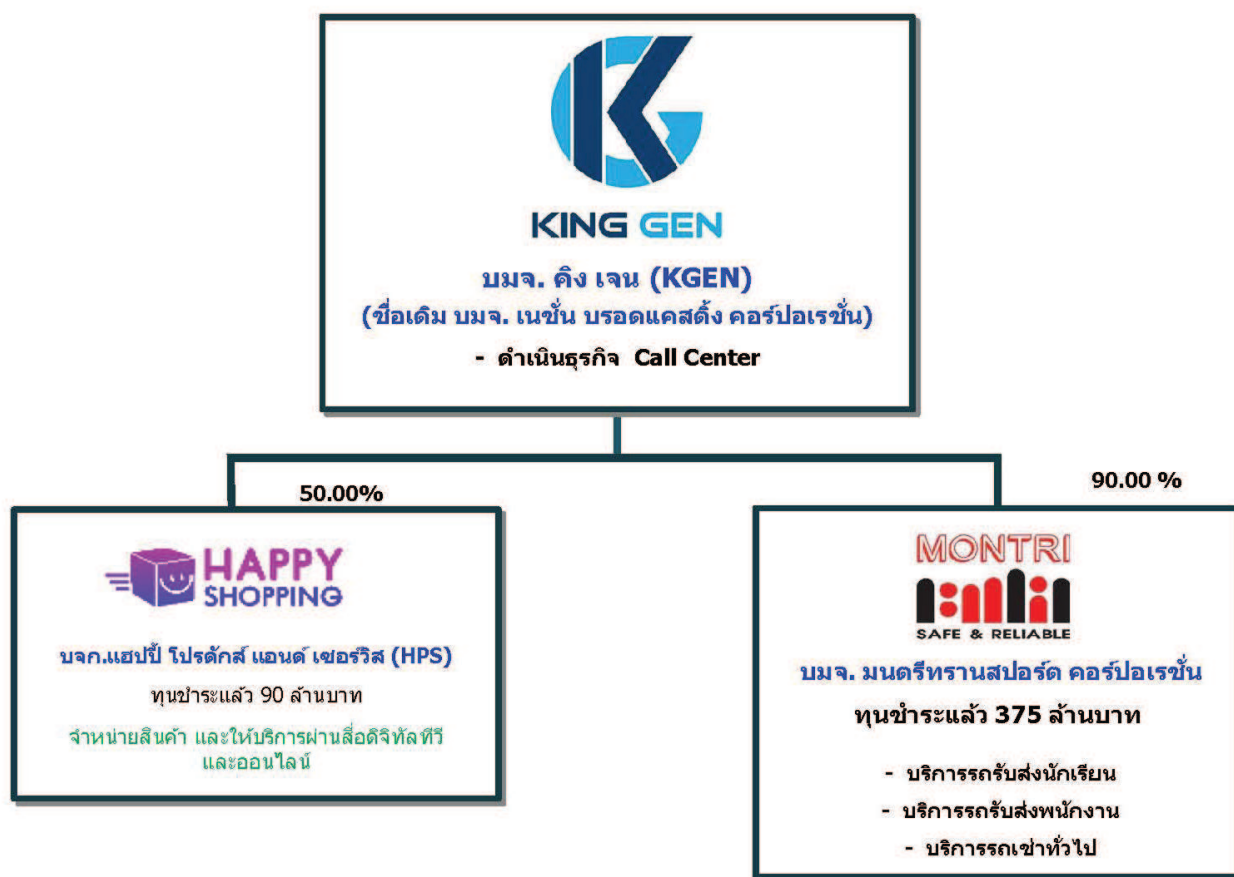 KING GEN
บมจ. คิง เจน (KGEN)
(ชื่อเดิม บมจ. เนชั่น บรอดแคสติ้ง คอร์ปอเรชั่น)
- ดำเนินธุรกิจ Call Center
50.00%
90.00 %
HAPPY
SHOPPING
บจก.แฮปปี้ โปรดักส์ แอนด์ เซอร์วิส (HPS)
ทุนชำระแล้ว 90 ล้านบาท
จำหน่ายสินค้า และให้บริการผ่านสื่อดิจิทัลทีวี
และออนไลน์
MONTRI
SAFE & RELIABLE
บมจ. มนตรีทรานสปอร์ต คอร์ปอเรชั่น
ทุนชำระแล้ว 375 ล้านบาท
- บริการรถรับส่งนักเรียน
- บริการรถรับส่งพนักงาน
- บริการรถเช่าทั่วไป